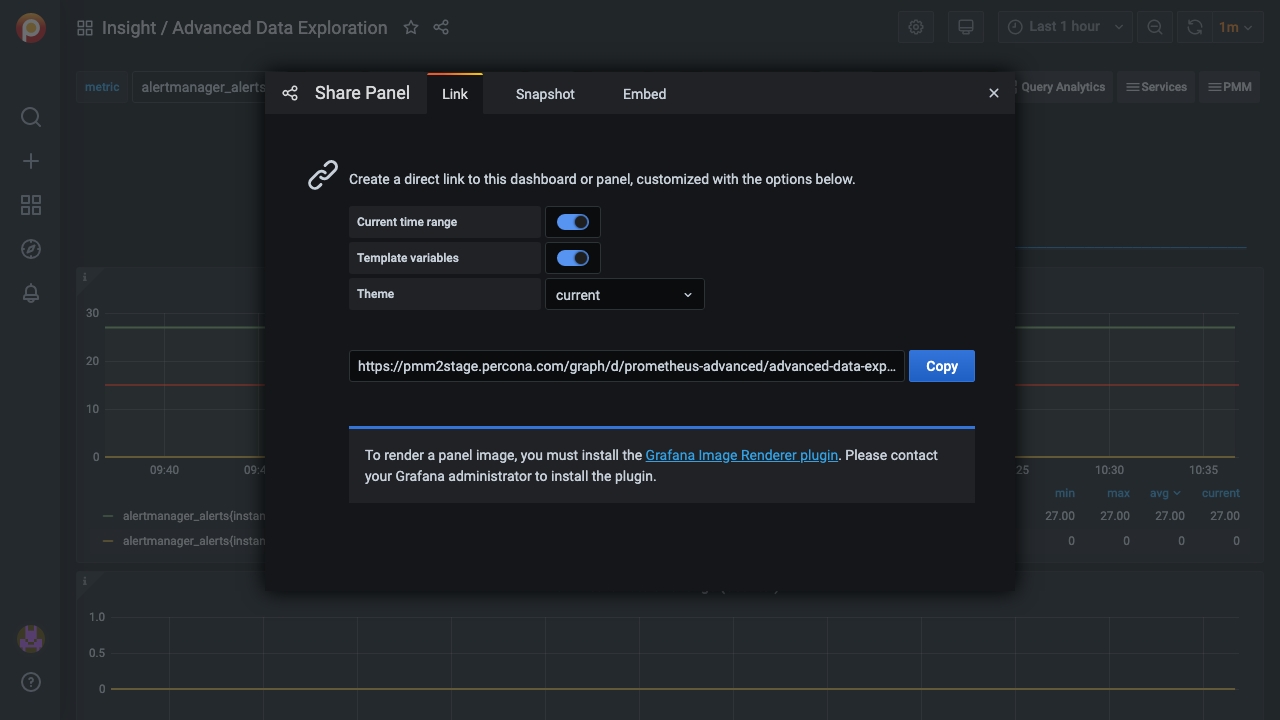 Insight / Advanced Data Exploration
Last 1 hour
1m
metric
alertmanager_alerts
Query Analytics
Services
PMM
Share Panel
Link
Snapshot
Embed
Create a direct link to this dashboard or panel, customized with the options below.
Current time range
Template variables
Theme
current
https://pmm2stage.percona.com/graph/d/prometheus-advanced/advanced-data-exp...
Copy
To render a panel image, you must install the Grafana Image Renderer plugin. Please contact
your Grafana administrator to install the plugin.
30
20
10
0
09:40
09:4
25
10:30
10:35
min max avg current
alertmanager_alerts{instan
27.00 27.00 27.00 27.00
alertmanager_alerts{instan
0 0 0 0
1.0
0.5
0